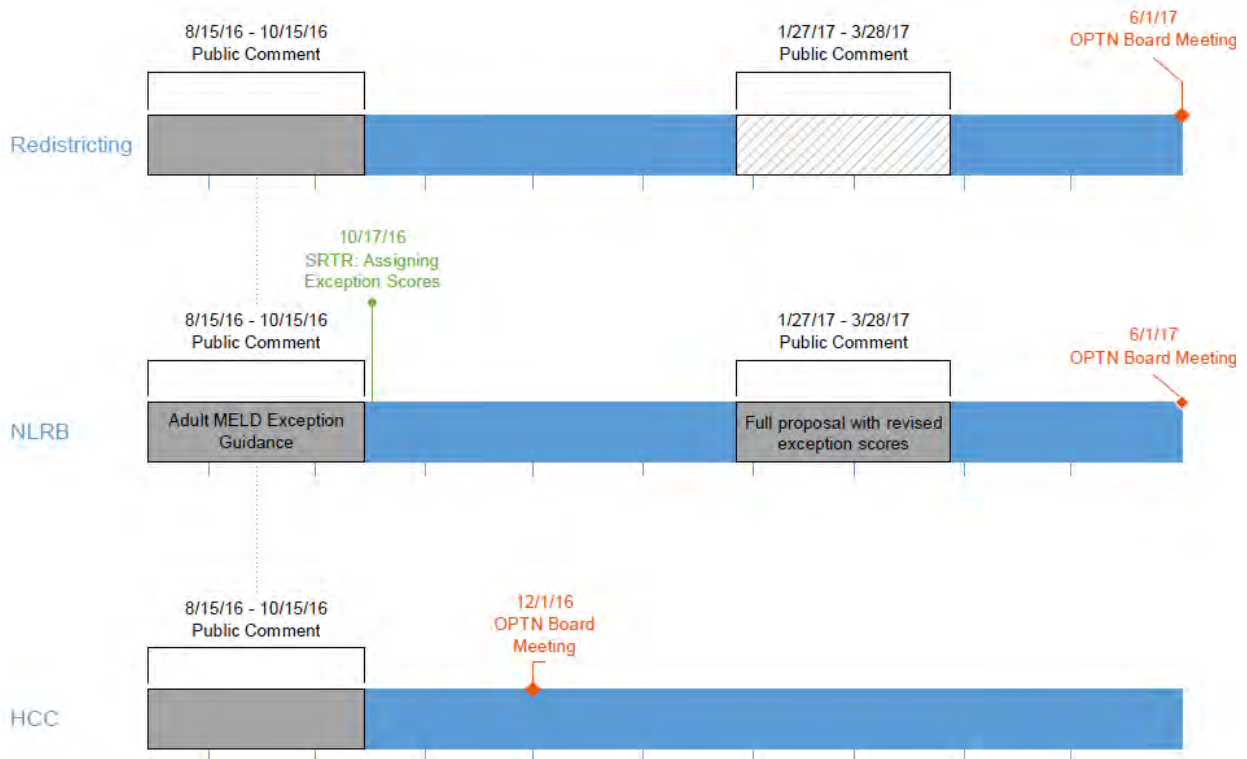 8/15/16 - 10/15/16
Public Comment
1/27/17 - 3/28/17
Public Comment
6/1/17
OPTN Board Meeting
Redistricting
10/17/16
SRTR: Assigning
Exception Scores
8/15/16 - 10/15/16
Public Comment
1/27/17 - 3/28/17
Public Comment
6/1/17
OPTN Board Meeting
NLRB
Adult MELD Exception
Guidance
Full proposal with revised
exception scores
8/15/16 - 10/15/16
Public Comment
12/1/16
OPTN Board
Meeting
HCC